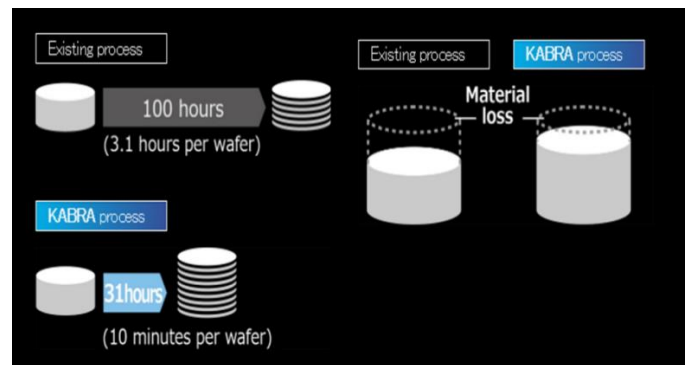 Existing process
100 hours
(3.1 hours per wafer)
KABRA process
31hours
(10 minutes per wafer)
Existing process
KABRA process
Material
loss